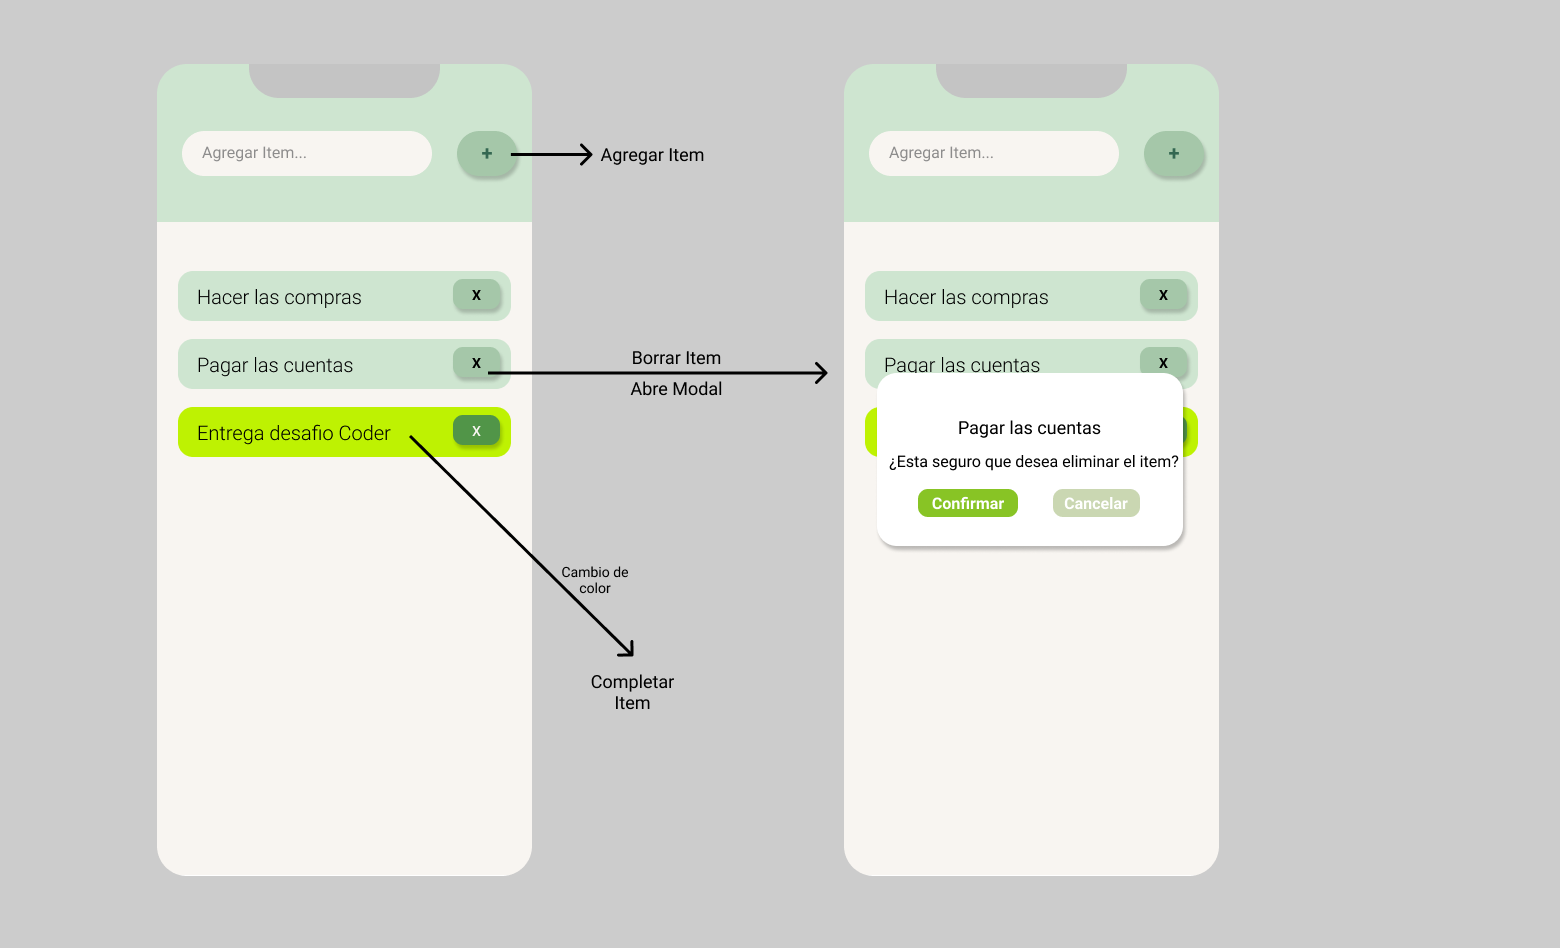 Agregar Item...
+
Agregar Item
Hacer las compras
X
Pagar las cuentas
X
Entrega desafio Coder
X
Borrar Item
Abre Modal
Cambio de
color
Completar
Item
Agregar Item...
+
Hacer las compras
X
Pagar las cuentas
X
Pagar las cuentas
¿Esta seguro que desea eliminar el item?
Confirmar
Cancelar